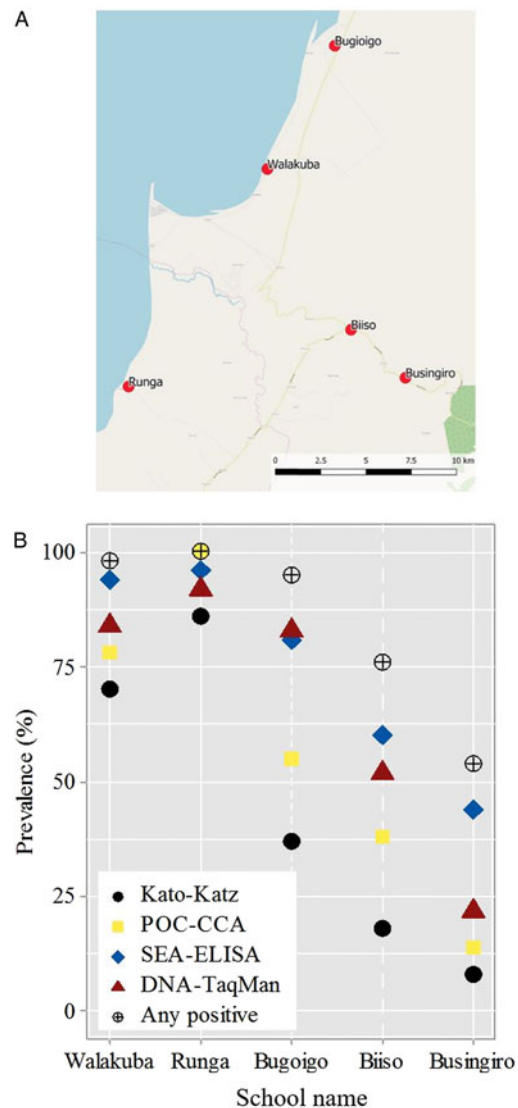 A
Bugioigo
Walakuba
Biiso
Busingiro
Runga
0 2.5 5 7.5 10 km
B
100
75
50
25
0
Prevalence (%)
Kato-Katz
POC-CCA
SEA-ELISA
DNA-TaqMan
Any positive
Walakuba Runga Bugoigo Biiso Busingiro
School name